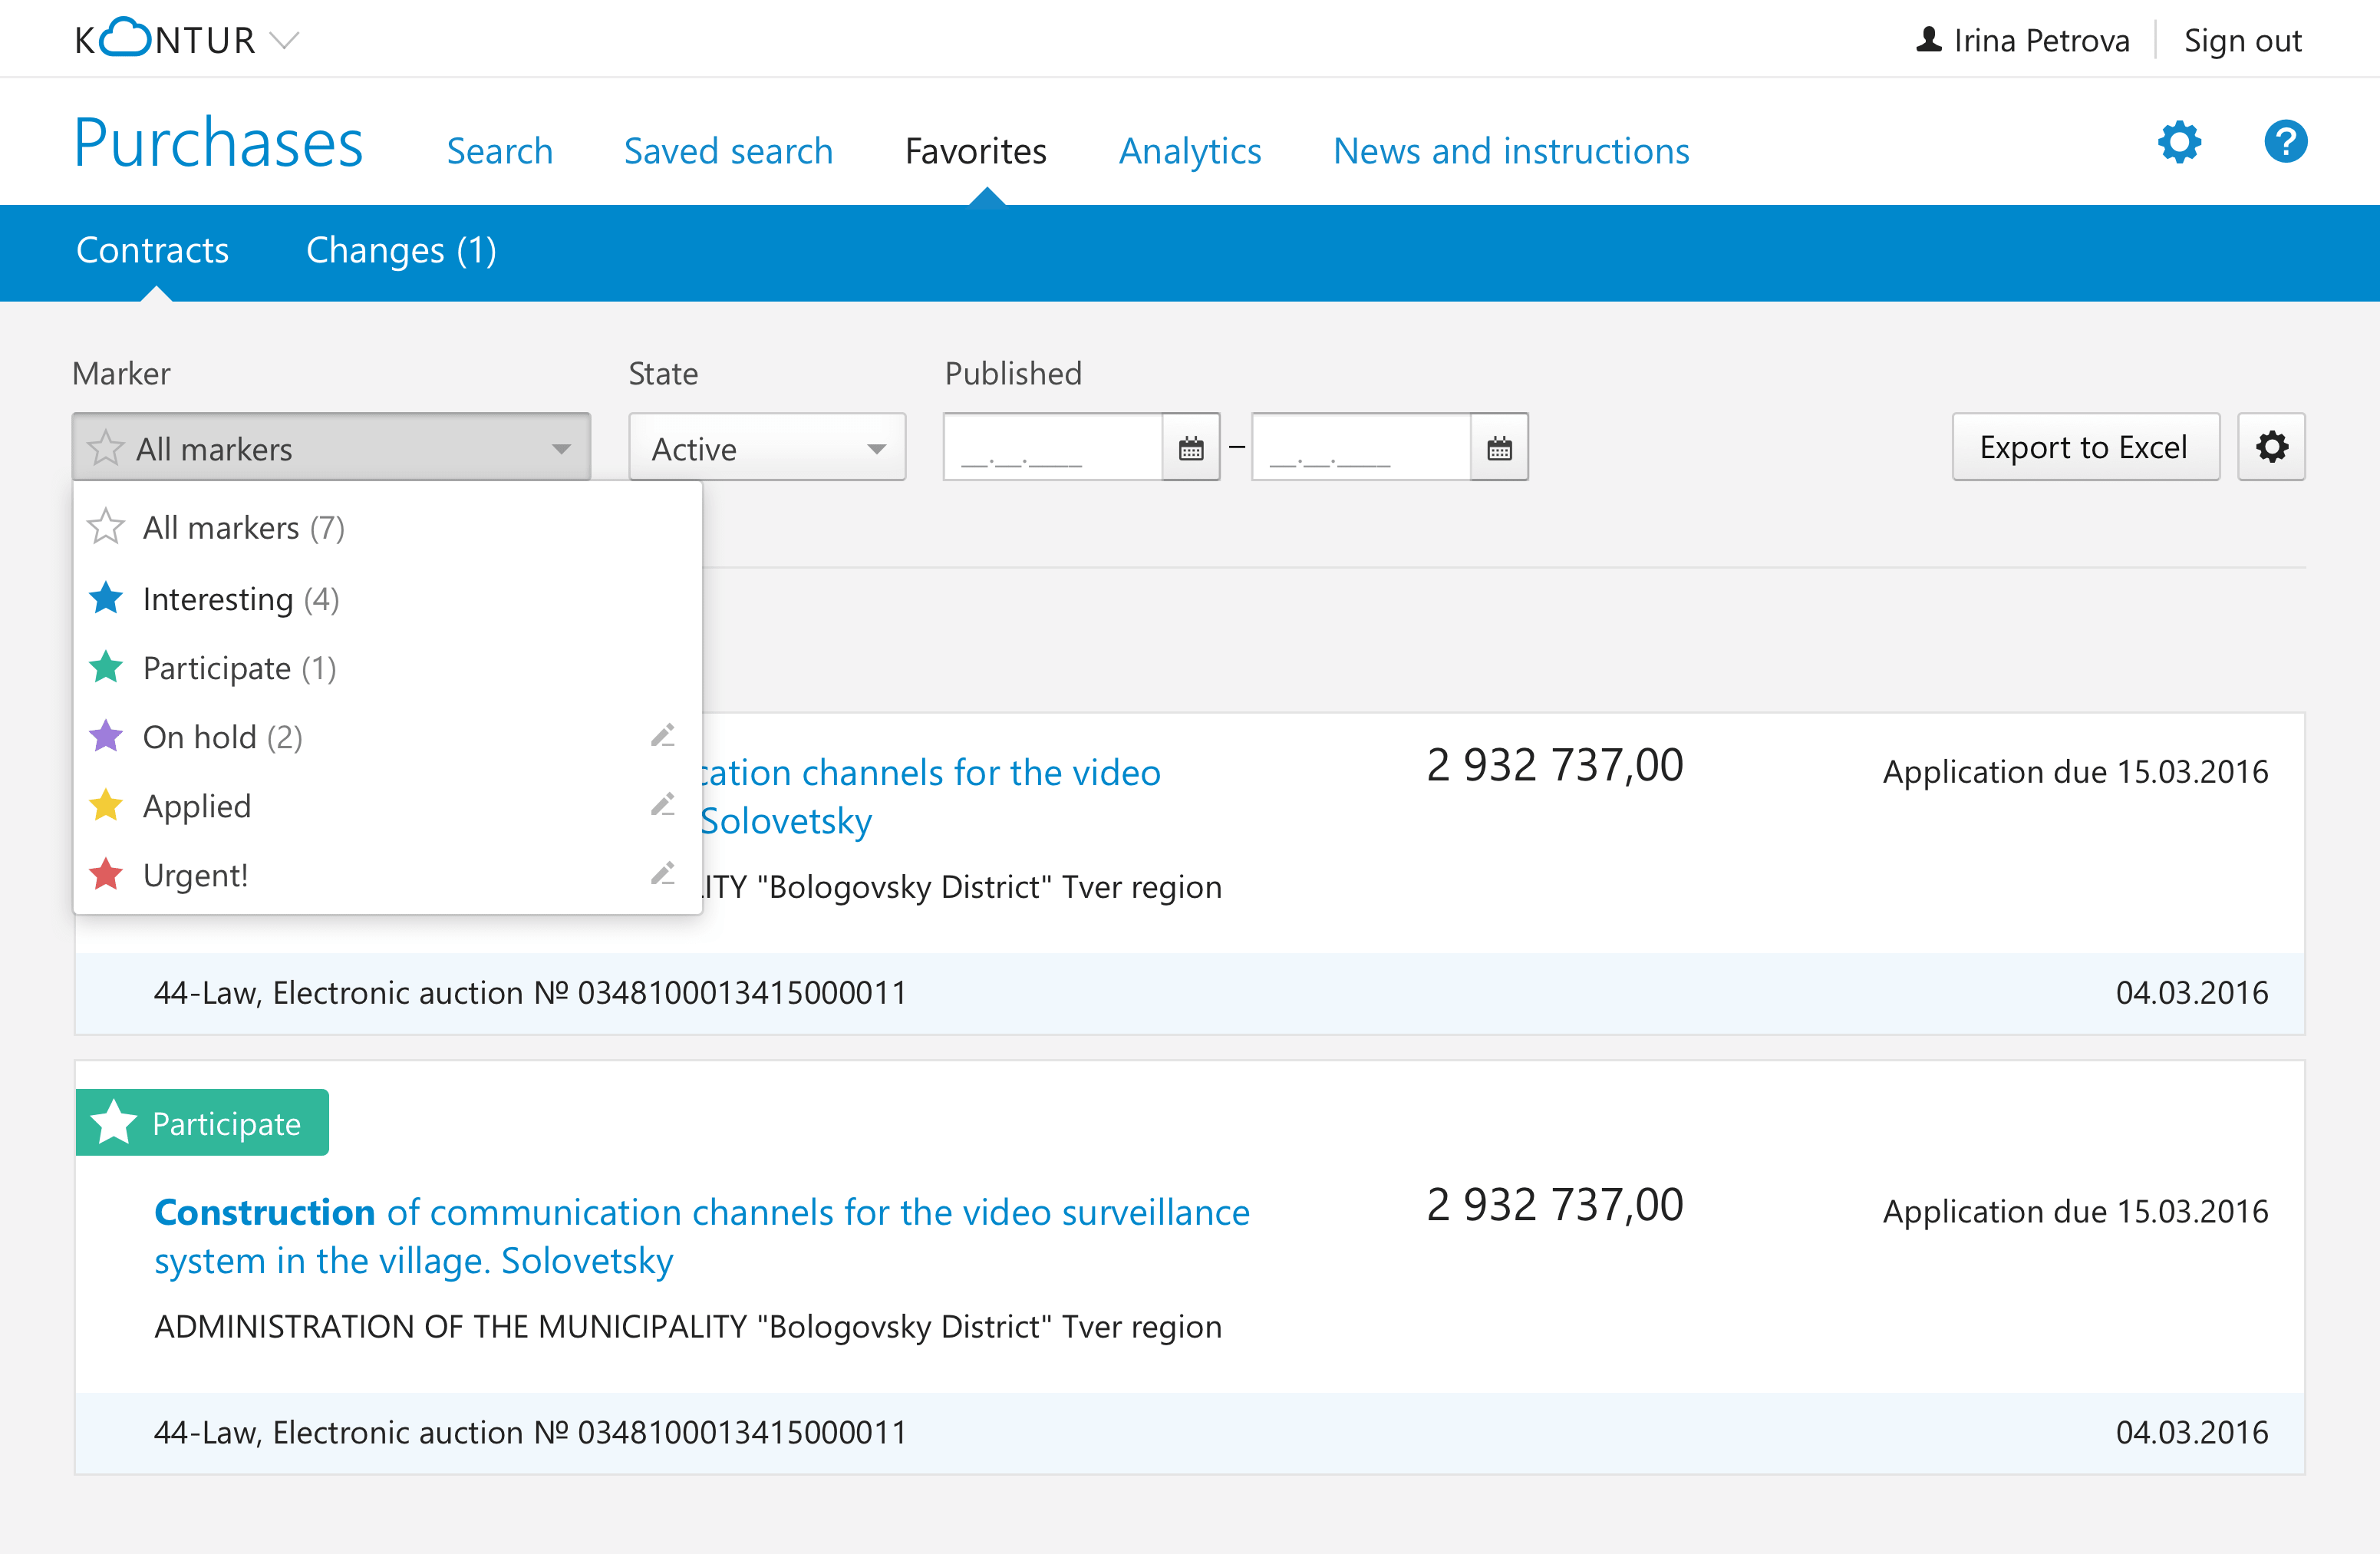 KONTUR
Irina Petrova
Sign out
Purchases
Search
Saved search
Favorites
Analytics
News and instructions
?
Contracts
Changes (1)
Marker
State
Published
All markers
Active
__.__.____
–
__.__.____
Export to Excel
All markers (7)
Interesting (4)
Participate (1)
On hold (2)
Applied
Urgent!
channels for the video
Solovetsky
"Bologovsky District" Tver region
2 932 737,00
Application due 15.03.2016
44-Law, Electronic auction № 0348100013415000011
04.03.2016
Participate
Construction of communication channels for the video surveillance
system in the village. Solovetsky
ADMINISTRATION OF THE MUNICIPALITY "Bologovsky District" Tver region
2 932 737,00
Application due 15.03.2016
44-Law, Electronic auction № 0348100013415000011
04.03.2016